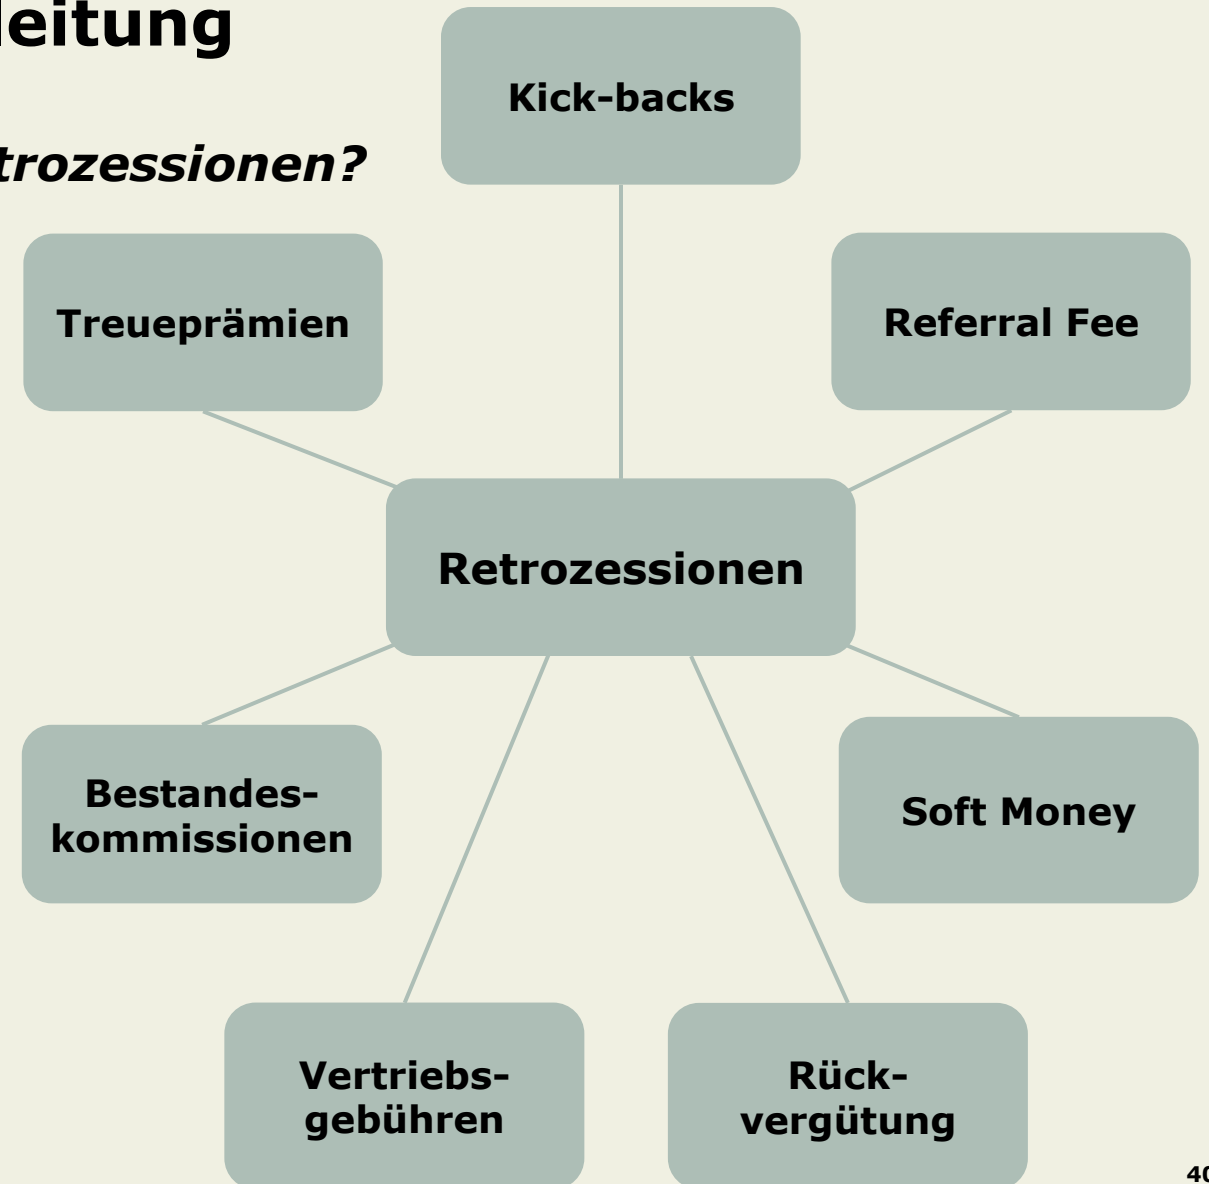 leitung
trozessionen?
Kick-backs
Treueprämien
Referral Fee
Retrozessionen
Bestandes-
kommissionen
Soft Money
Vertriebs-
gebühren
Rück-
vergütung
40